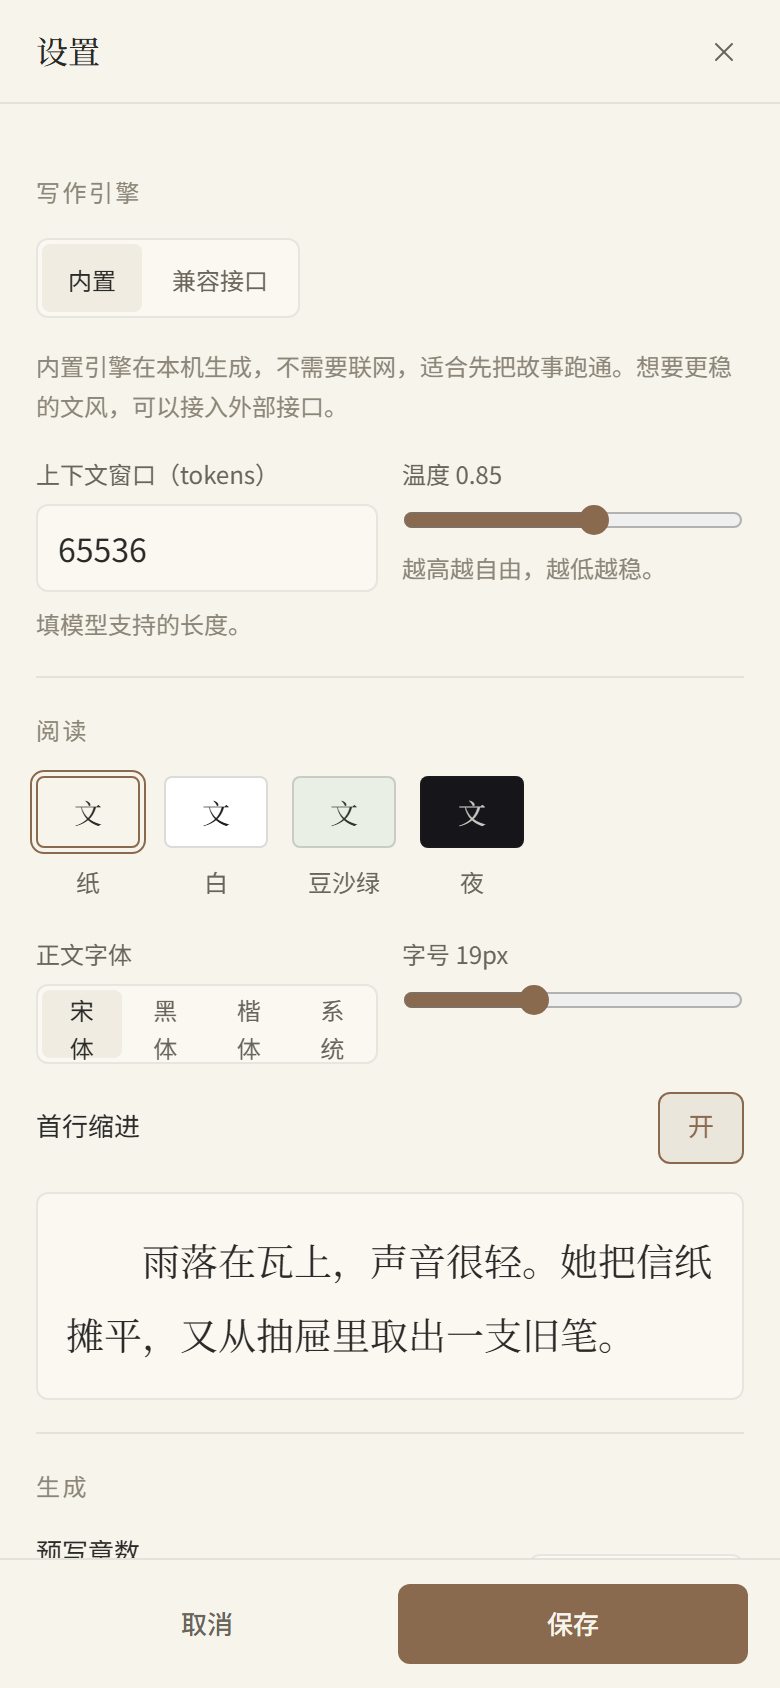 设置
写作引擎
内置
兼容接口
内置引擎在本机生成，不需要联网，适合先把故事跑通。想要更稳
的文风，可以接入外部接口。
上下文窗口（tokens）
65536
填模型支持的长度。
温度 0.85
越高越自由，越低越稳。
阅读
文
文
文
文
纸
白
豆沙绿
夜
正文字体
宋
体
黑
体
楷
体
系
统
字号 19px
首行缩进
开
雨落在瓦上，声音很轻。她把信纸
摊平，又从抽屉里取出一支旧笔。
生成
预写章数
取消
保存